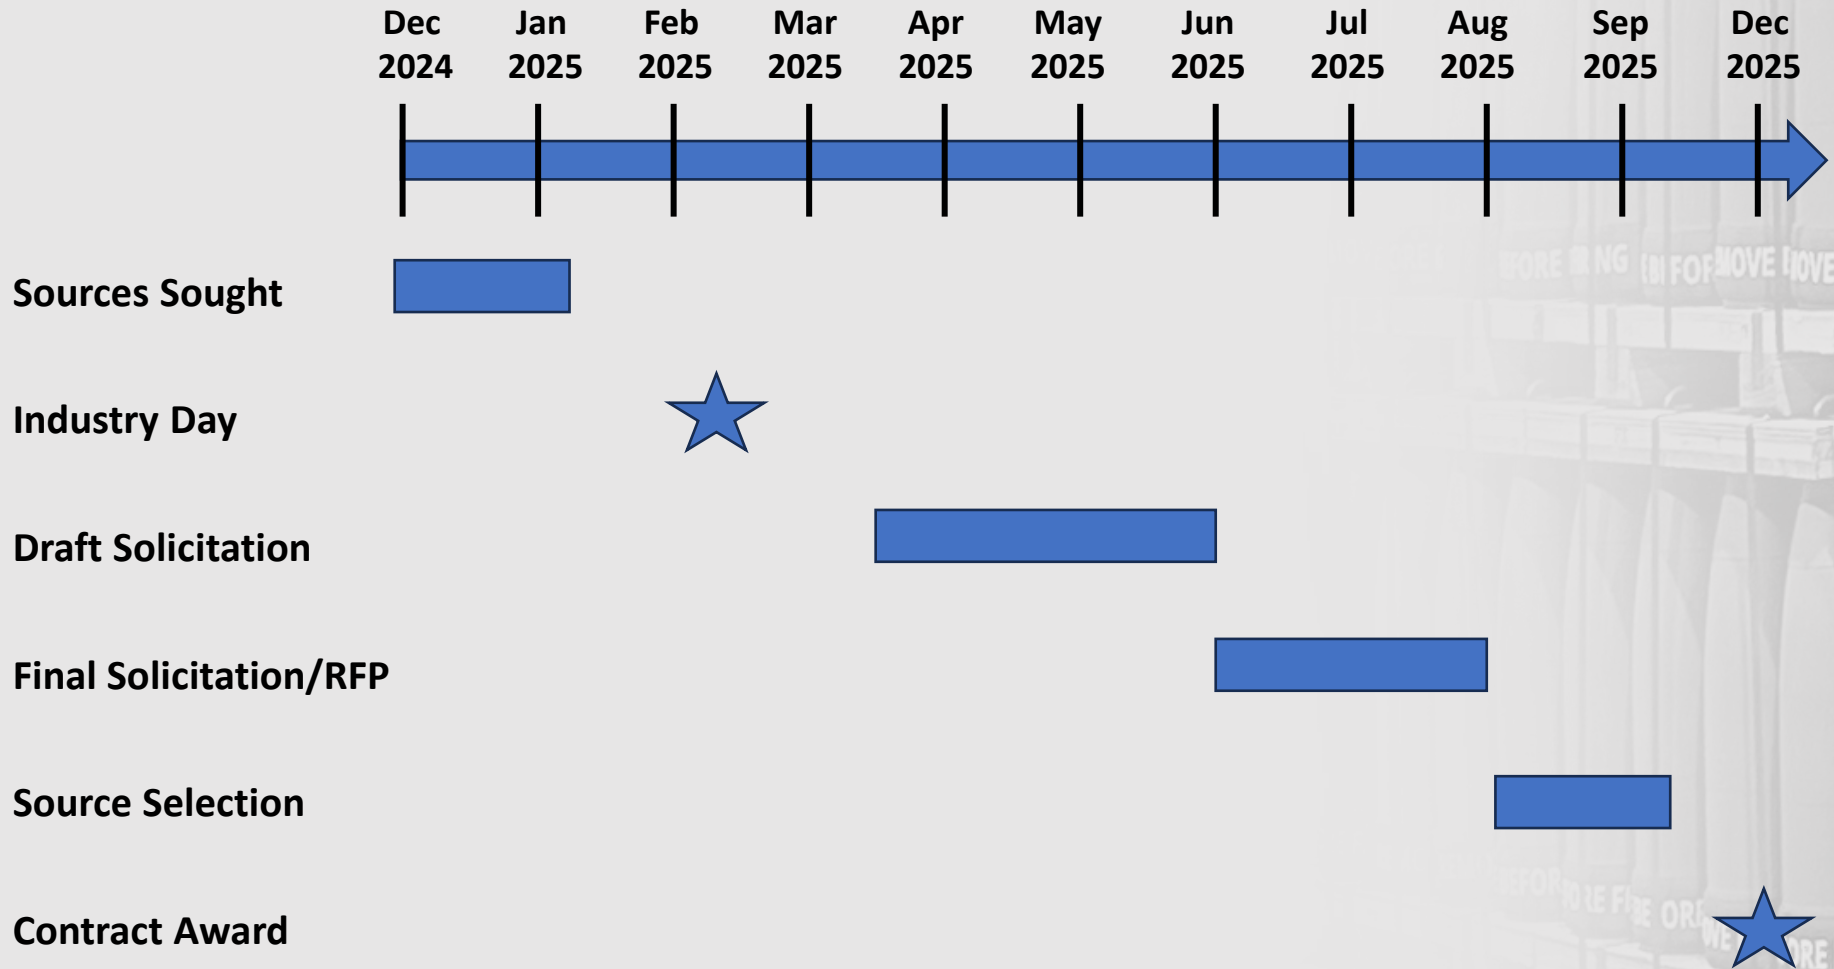 Dec Jan Feb Mar Apr May Jun Jul Aug Sep Dec
2024 2025 2025 2025 2025 2025 2025 2025 2025 2025 2025
Sources Sought
Industry Day
Draft Solicitation
Final Solicitation/RFP
Source Selection
Contract Award